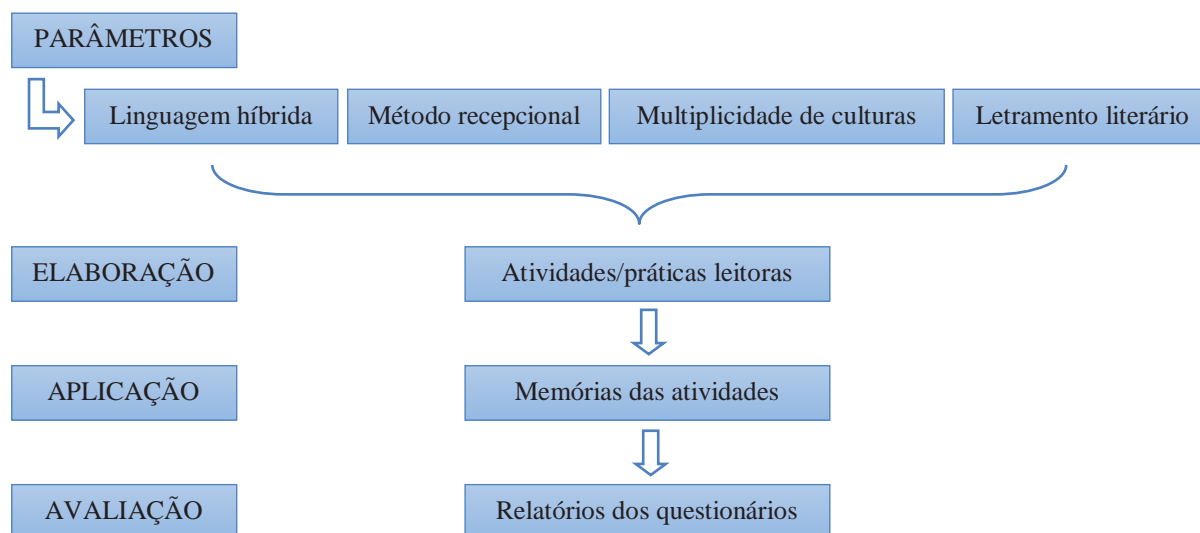 PARÂMETROS
Linguagem híbrida
Método recepcional
Multiplicidade de culturas
Letramento literário
ELABORAÇÃO
Atividades/práticas leitoras
APLICAÇÃO
Memórias das atividades
AVALIAÇÃO
Relatórios dos questionários